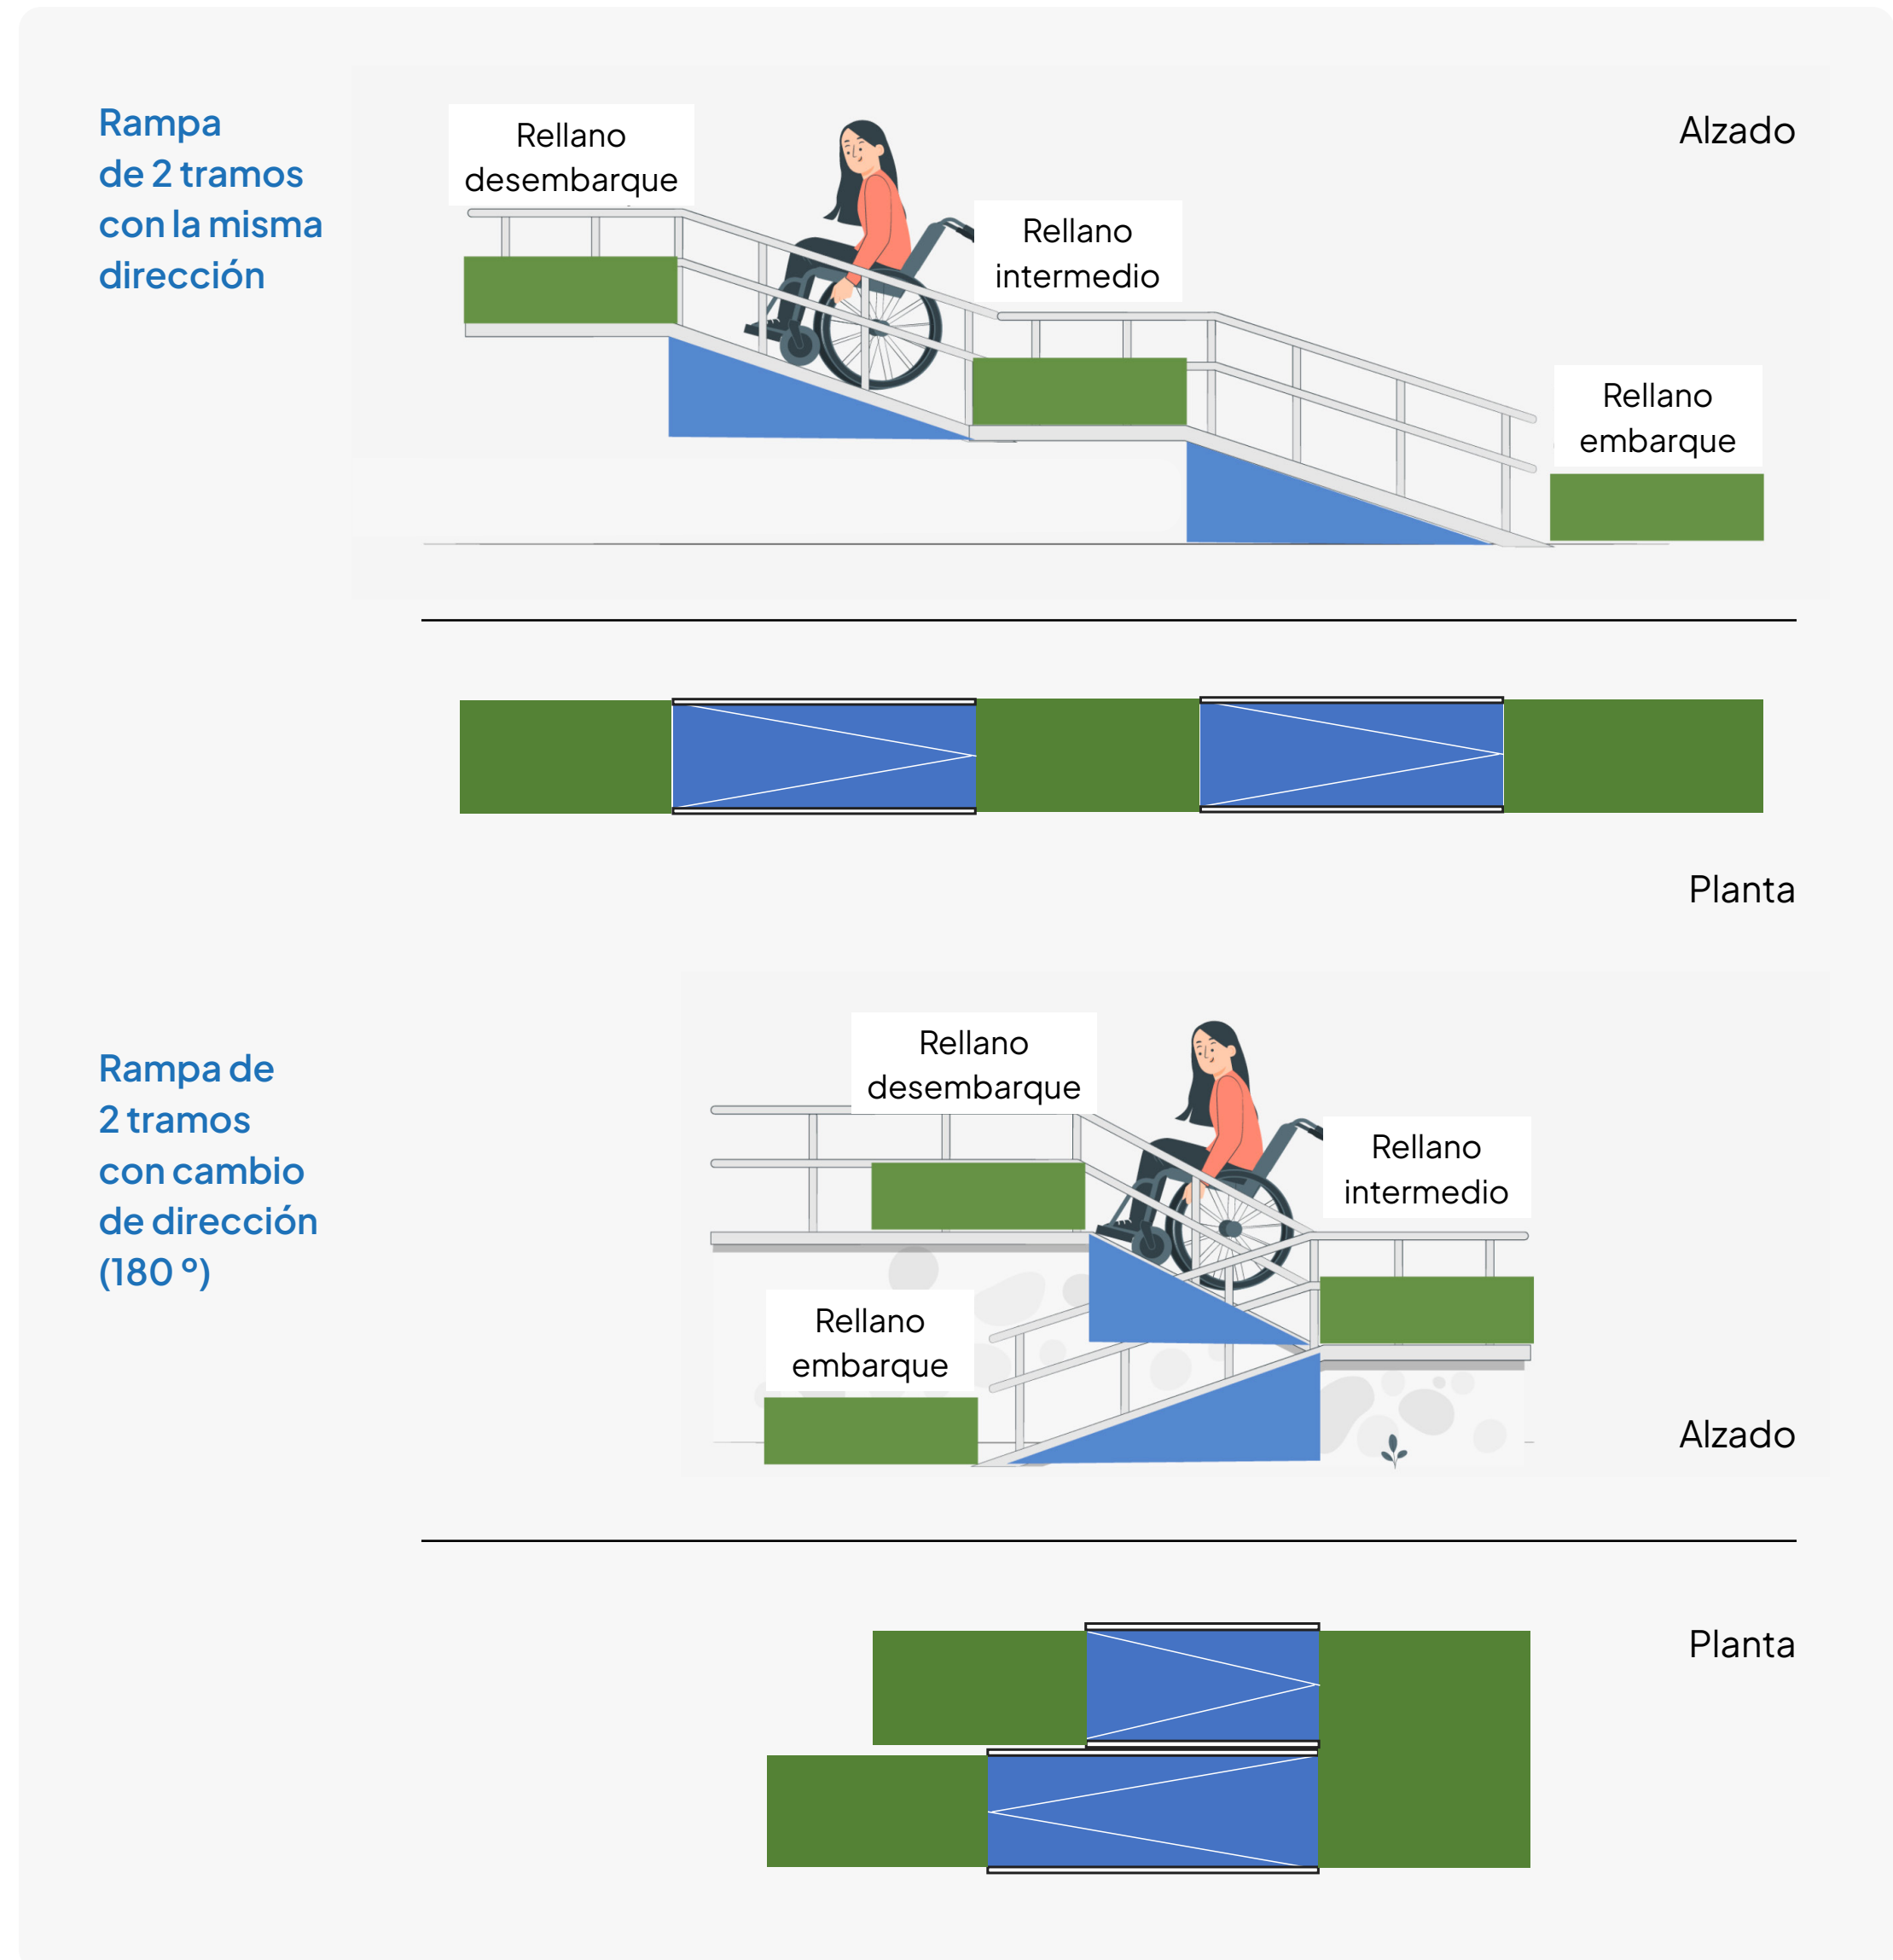 Rampa
de 2 tramos
con la misma
dirección
Rellano
desembarque
Alzado
Rellano
intermedio
Rellano
embarque
Planta
Rampa de
2 tramos
con cambio
de dirección
(180 º)
Rellano
desembarque
Rellano
intermedio
Rellano
embarque
Alzado
Planta